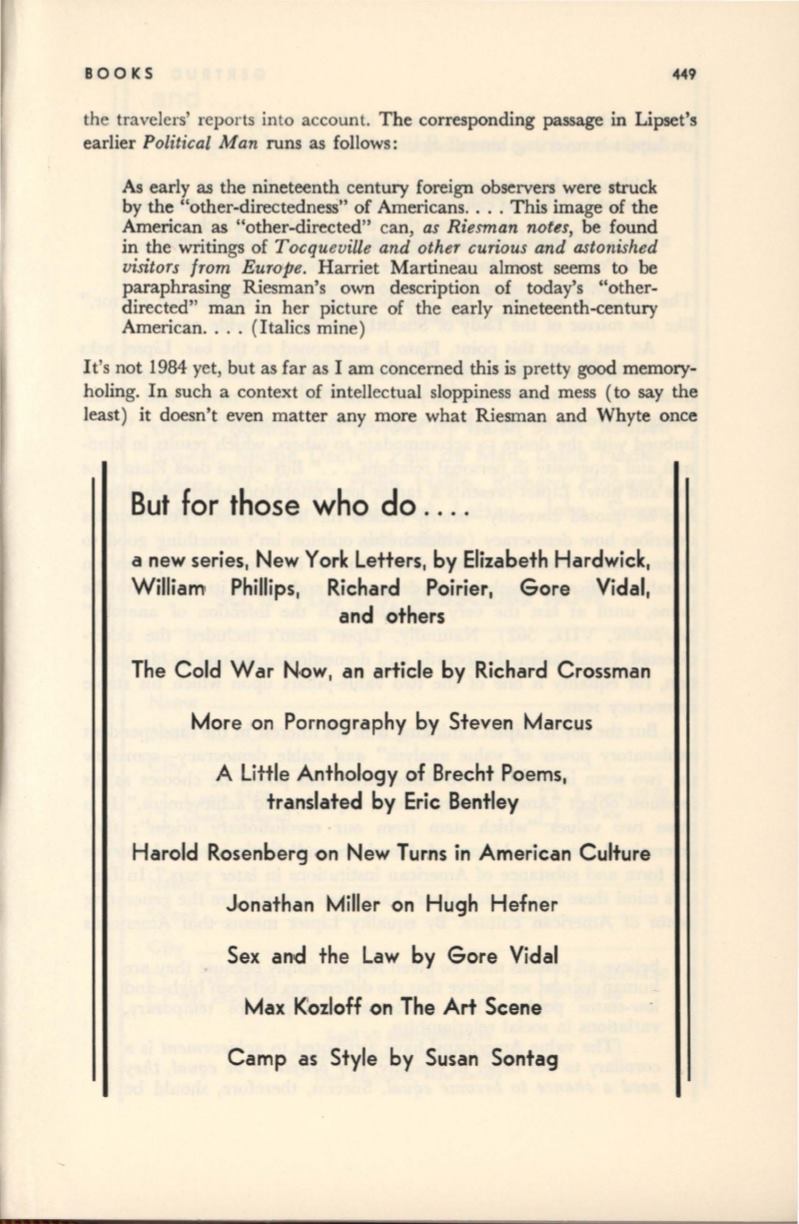 BOOKS 449
the travelers' reports into account. The corresponding passage in Lipset's
earlier Political Man runs as follows:
As early as the nineteenth century foreign observers were struck
by the "other-directedness" of Americans. . . . This image of the
American as "other-directed" can, as Riesman notes, be found
in the writings of Tocqueville and other curious and astonished
visitors from Europe. Harriet Martineau almost seems to be
paraphrasing Riesman's own description of today's "other-
directed" man in her picture of the early nineteenth-century
American. . . . (Italics mine)
It's not 1984 yet, but as far as I am concerned this is pretty good memory-
holing. In such a context of intellectual sloppiness and mess (to say the
least) it doesn't even matter any more what Riesman and Whyte once
But for those who do . . . .
a new series, New York Letters, by Elizabeth Hardwick,
William Phillips, Richard Poirier, Gore Vidal,
and others
The Cold War Now, an article by Richard Crossman
More on Pornography by Steven Marcus
A Little Anthology of Brecht Poems,
translated by Eric Bentley
Harold Rosenberg on New Turns in American Culture
Jonathan Miller on Hugh Hefner
Sex and the Law by Gore Vidal
Max Kozloff on The Art Scene
Camp as Style by Susan Sontag